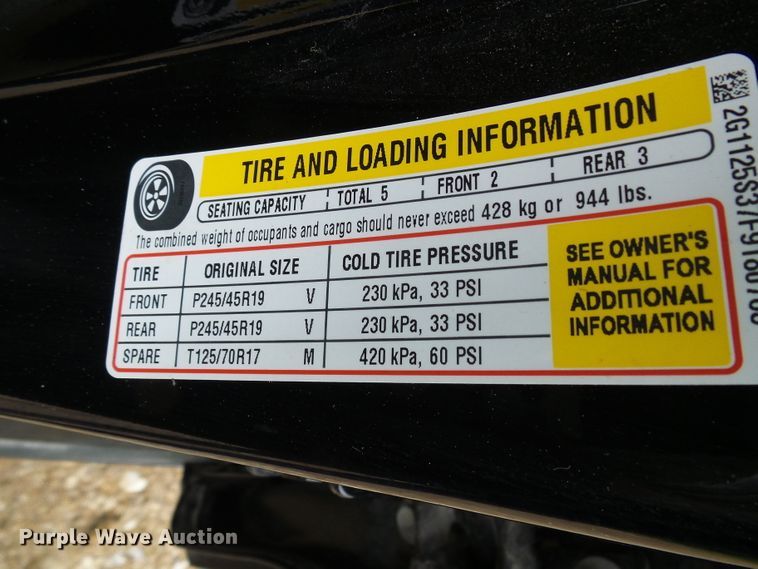 TIRE AND LOADING INFORMATION
SEATING CAPACITY TOTAL 5 FRONT 2 REAR 3
The combined weight of occupants and cargo should never exceed 428 kg or 944 lbs.
TIRE ORIGINAL SIZE COLD TIRE PRESSURE
FRONT P245/45R19 V 230 kPa, 33 PSI
REAR P245/45R19 V 230 kPa, 33 PSI
SPARE T125/70R17 M 420 kPa, 60 PSI
SEE OWNER'S
MANUAL FOR
ADDITIONAL
INFORMATION
Purple Wave Auction